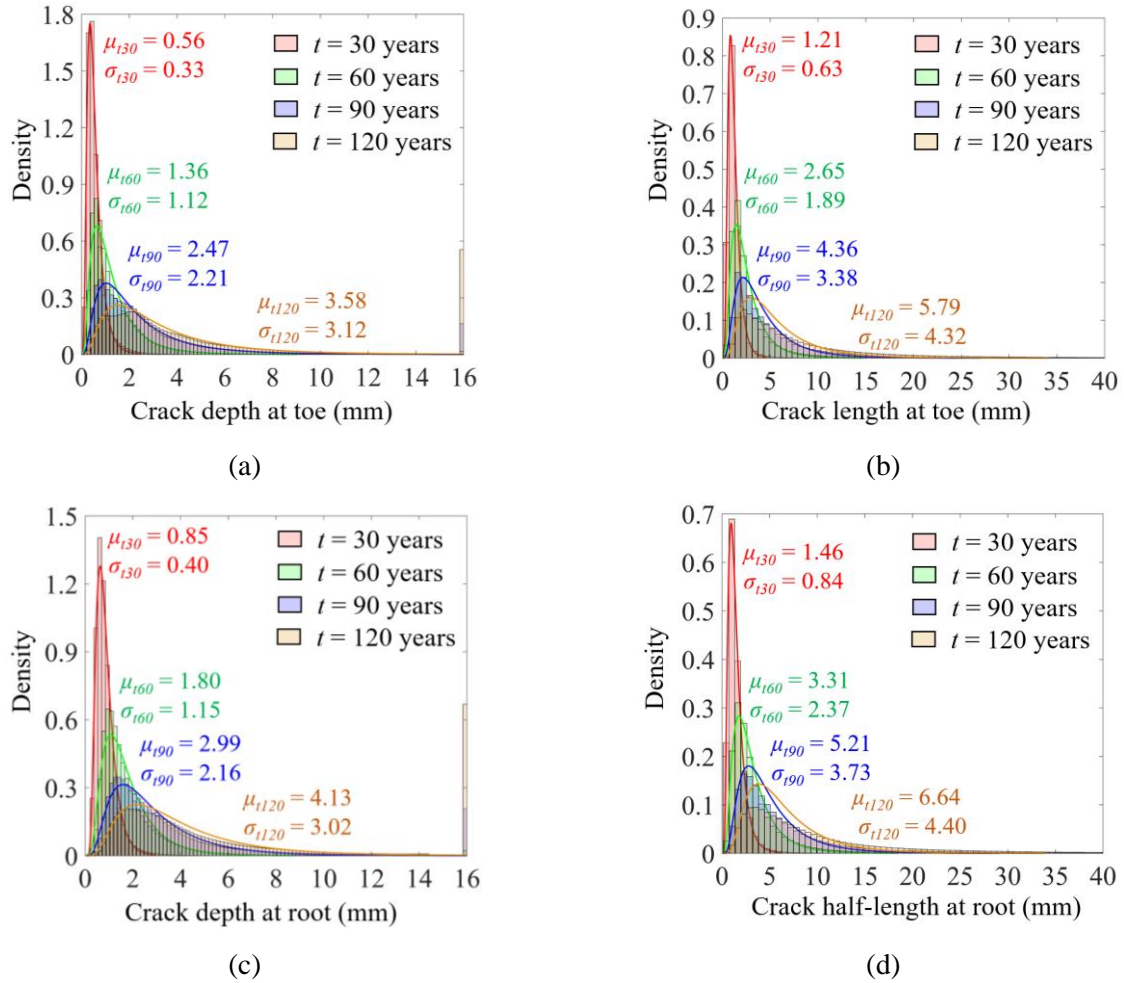 1.8
1.5
1.2
0.9
0.6
0.3
0
Density
μt30 = 0.56
σt30 = 0.33
μt60 = 1.36
σt60 = 1.12
μt90 = 2.47
σt90 = 2.21
μt120 = 3.58
σt120 = 3.12
t = 30 years
t = 60 years
t = 90 years
t = 120 years
0 2 4 6 8 10 12 14 16
Crack depth at toe (mm)
(a)
0.9
0.8
0.7
0.6
0.5
0.4
0.3
0.2
0.1
0
Density
μt30 = 1.21
σt30 = 0.63
μt60 = 2.65
σt60 = 1.89
μt90 = 4.36
σt90 = 3.38
μt120 = 5.79
σt120 = 4.32
t = 30 years
t = 60 years
t = 90 years
t = 120 years
0 5 10 15 20 25 30 35 40
Crack length at toe (mm)
(b)
1.5
1.2
0.9
0.6
0.3
0
Density
μt30 = 0.85
σt30 = 0.40
μt60 = 1.80
σt60 = 1.15
μt90 = 2.99
σt90 = 2.16
μt120 = 4.13
σt120 = 3.02
t = 30 years
t = 60 years
t = 90 years
t = 120 years
0 2 4 6 8 10 12 14 16
Crack depth at root (mm)
(c)
0.7
0.6
0.5
0.4
0.3
0.2
0.1
0
Density
μt30 = 1.46
σt30 = 0.84
μt60 = 3.31
σt60 = 2.37
μt90 = 5.21
σt90 = 3.73
μt120 = 6.64
σt120 = 4.40
t = 30 years
t = 60 years
t = 90 years
t = 120 years
0 5 10 15 20 25 30 35 40
Crack half-length at root (mm)
(d)